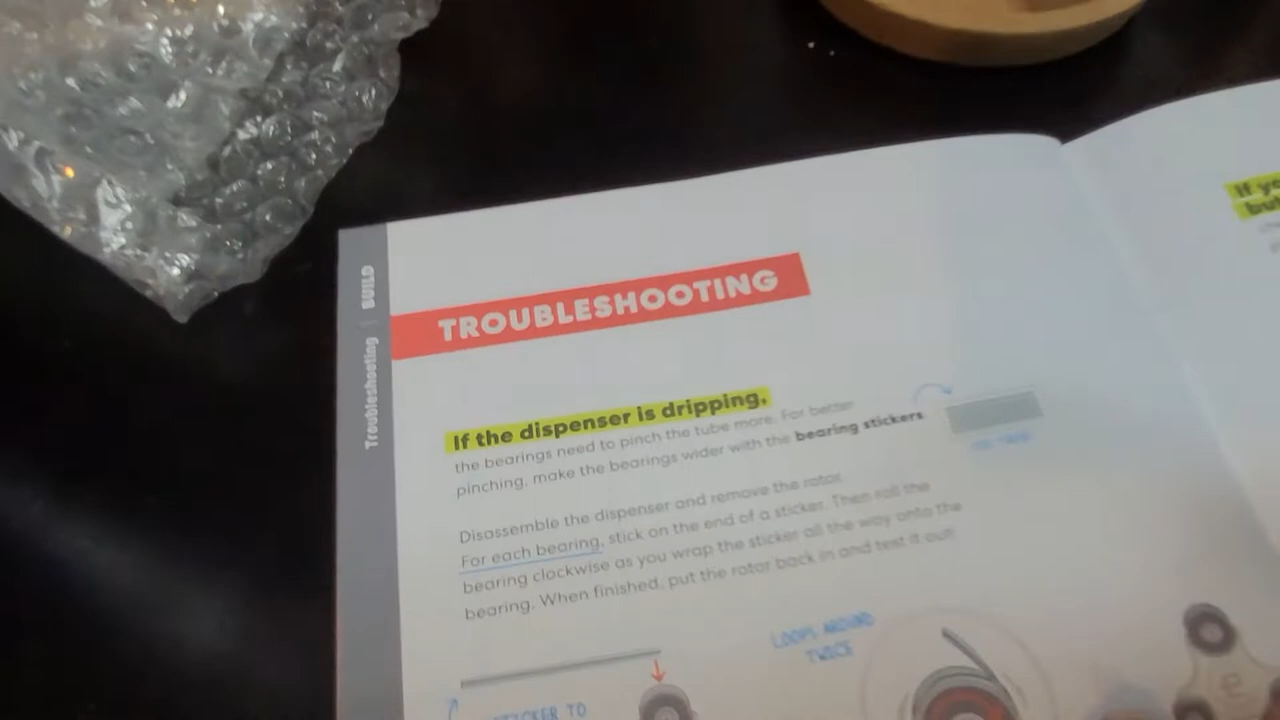 Troubleshooting | BUILD
TROUBLESHOOTING
If the dispenser is dripping,
the bearings need to pinch the tube more. For better
pinching, make the bearings wider with the bearing stickers
Disassemble the dispenser and remove the rotor.
For each bearing, stick on the end of a sticker. Then roll the
bearing clockwise as you wrap the sticker all the way onto the
bearing. When finished, put the rotor back in and test it out!
LOOPS AROUND
TWICE
STICKER TO
If